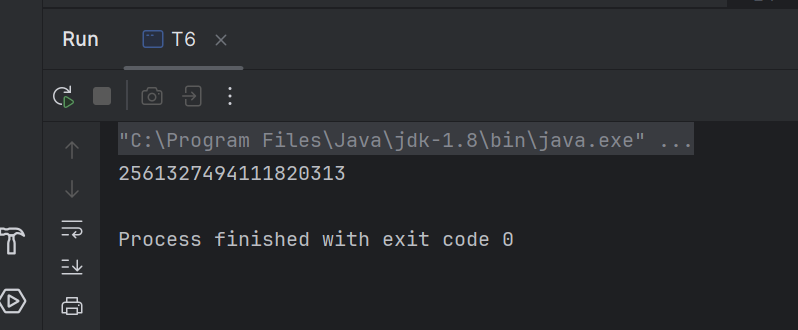 Run T6
"C:\Program Files\Java\jdk-1.8\bin\java.exe" ...
2561327494111820313
Process finished with exit code 0